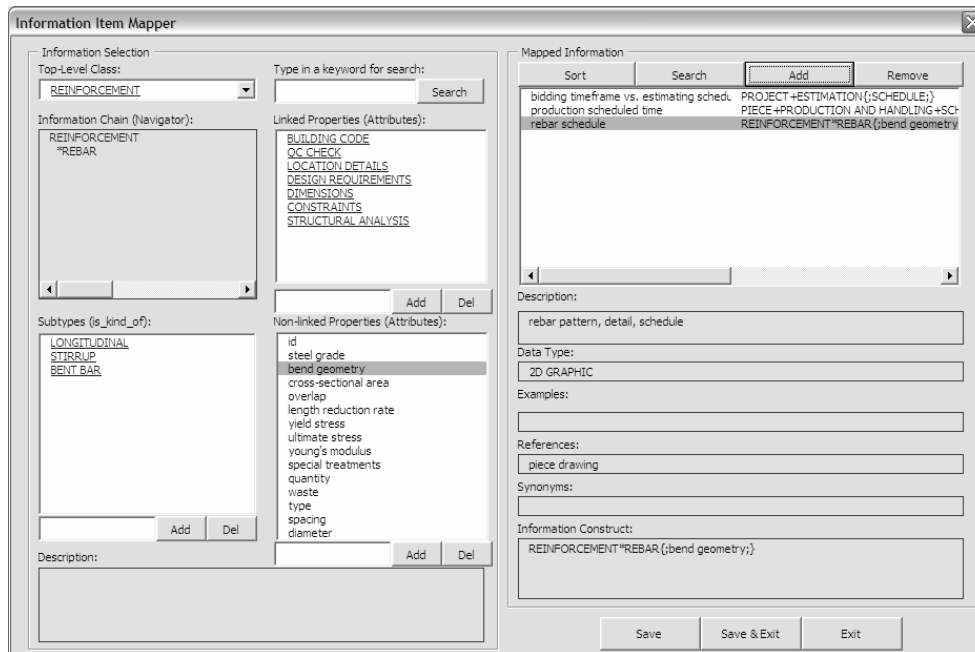 Information Item Mapper
Information Selection
Top-Level Class:
REINFORCEMENT
Type in a keyword for search:
Search
Information Chain (Navigator):
REINFORCEMENT
*REBAR
Linked Properties (Attributes):
BUILDING CODE
QC CHECK
LOCATION DETAILS
DESIGN REQUIREMENTS
DIMENSIONS
CONSTRAINTS
STRUCTURAL ANALYSIS
Add Del
Subtypes (is_kind_of):
LONGITUDINAL
STIRRUP
BENT BAR
Add Del
Non-linked Properties (Attributes):
id
steel grade
bend geometry
cross-sectional area
overlap
length reduction rate
yield stress
ultimate stress
young's modulus
special treatments
quantity
waste
type
spacing
diameter
Add Del
Description:
Mapped Information
Sort Search Add Remove
bidding timeframe vs. estimating schedu PROJECT+ESTIMATION{;SCHEDULE;}
production scheduled time PIECE+PRODUCTION AND HANDLING+SCH
rebar schedule REINFORCEMENT*REBAR{;bend geometry
Description:
rebar pattern, detail, schedule
Data Type:
2D GRAPHIC
Examples:
References:
piece drawing
Synonyms:
Information Construct:
REINFORCEMENT*REBAR{;bend geometry;}
Save Save & Exit Exit